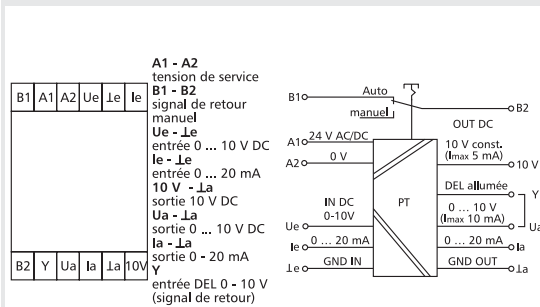 B1 A1 A2 Ue ⊥e Ie
B2 Y Ua Ia ⊥a 10V
A1 - A2
tension de service
B1 - B2
signal de retour
manuel
Ue - ⊥e
entrée 0 ... 10 V DC
Ie - ⊥e
entrée 0 ... 20 mA
10 V - ⊥a
sortie 10 V DC
Ua - ⊥a
sortie 0 ... 10 V DC
Ia - ⊥a
sortie 0 - 20 mA
Y
entrée DEL 0 - 10 V
(signal de retour)
B1
Auto
manuel
B2
OUT DC
A1
24 V AC/DC
10 V const.
(Imax 5 mA)
10 V
A2
0 V
DEL allumée
Y
PT
IN DC
0-10V
0 ... 10 V
(Imax 10 mA)
Ue
Ua
Ie
0 ... 20 mA
0 ... 20 mA
Ia
⊥e
GND IN
GND OUT
⊥a